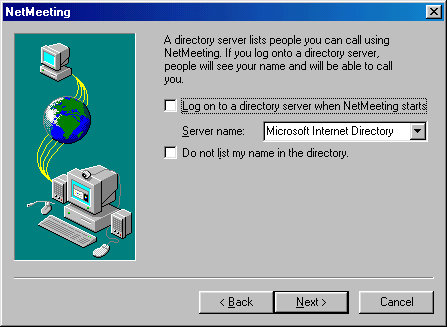 NetMeeting
A directory server lists people you can call using
NetMeeting. If you log onto a directory server,
people will see your name and will be able to call
you.
Log on to a directory server when NetMeeting starts
Server name: Microsoft Internet Directory
Do not list my name in the directory.
< Back Next > Cancel